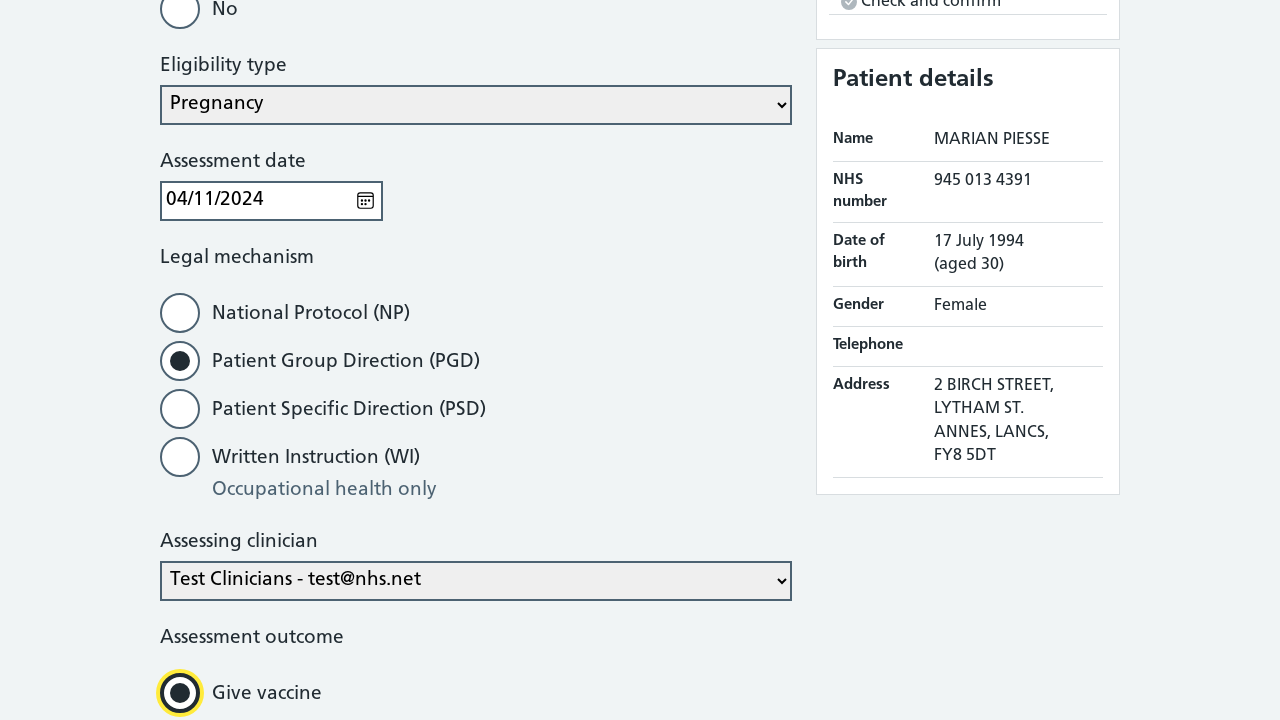 No
Eligibility type
Pregnancy
Assessment date
04/11/2024
Legal mechanism
National Protocol (NP)
Patient Group Direction (PGD)
Patient Specific Direction (PSD)
Written Instruction (WI)
Occupational health only
Assessing clinician
Test Clinicians - test@nhs.net
Assessment outcome
Give vaccine
Check and confirm
Patient details
Name MARIAN PIESSE
NHS number 945 013 4391
Date of birth 17 July 1994 (aged 30)
Gender Female
Telephone
Address 2 BIRCH STREET,
LYTHAM ST.
ANNES, LANCS,
FY8 5DT